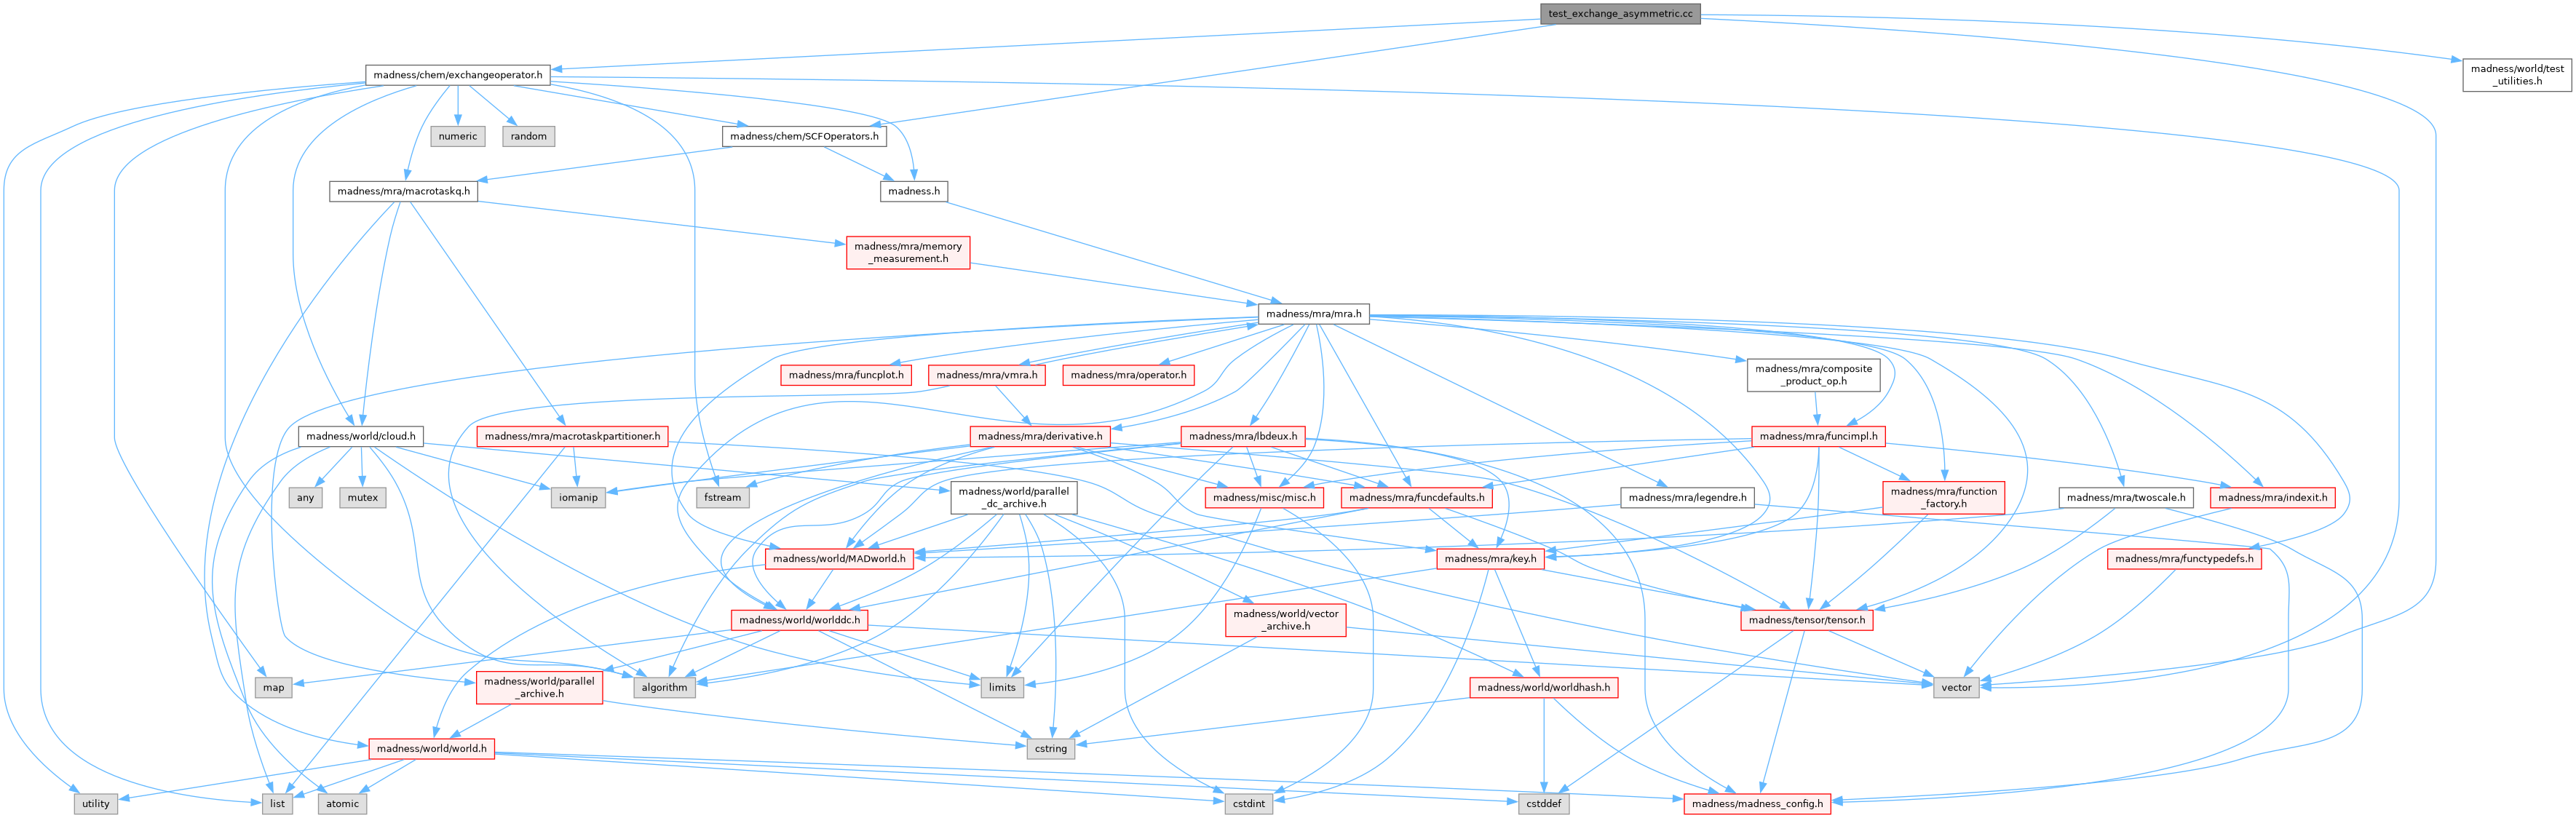 test_exchange_asymmetric.cc
madness/chem/exchangeoperator.h
madness/world/test
_utilities.h
numeric
random
madness/chem/SCFOperators.h
madness/mra/macrotaskq.h
madness.h
madness/mra/memory
_measurement.h
madness/mra/mra.h
madness/mra/funcplot.h
madness/mra/vmra.h
madness/mra/operator.h
madness/mra/composite
_product_op.h
madness/world/cloud.h
madness/mra/macrotaskpartitioner.h
madness/mra/derivative.h
madness/mra/lbdeux.h
madness/mra/funcimpl.h
any
mutex
iomanip
fstream
madness/world/parallel
_dc_archive.h
madness/misc/misc.h
madness/mra/funcdefaults.h
madness/mra/legendre.h
madness/mra/function
_factory.h
madness/mra/twoscale.h
madness/mra/indexit.h
madness/world/MADworld.h
madness/mra/key.h
madness/mra/functypedefs.h
madness/world/worlddc.h
madness/world/vector
_archive.h
madness/tensor/tensor.h
map
madness/world/parallel
_archive.h
algorithm
limits
madness/world/worldhash.h
vector
madness/world/world.h
cstring
utility
list
atomic
cstdint
cstddef
madness/madness_config.h